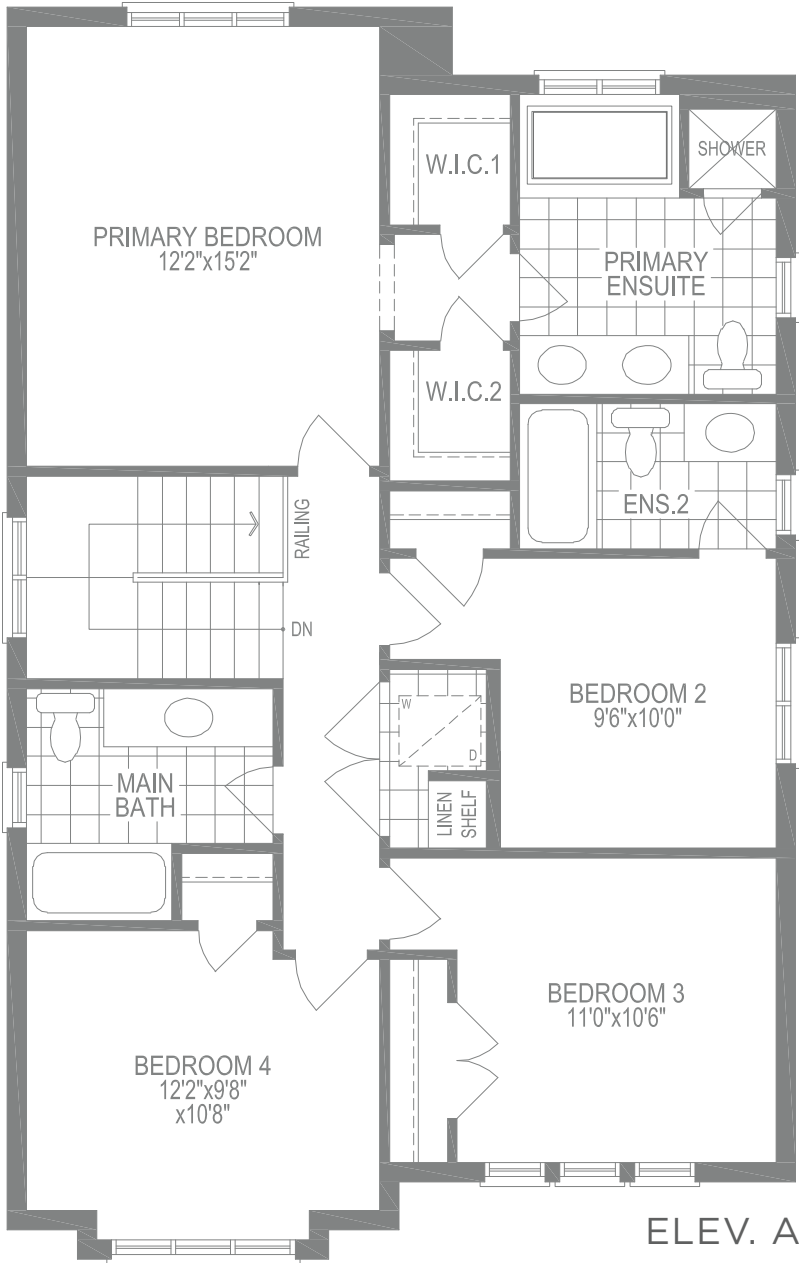 W.I.C.1
SHOWER
PRIMARY BEDROOM
12'2"x15'2"
PRIMARY
ENSUITE
W.I.C.2
ENS.2
RAILING
DN
BEDROOM 2
9'6"x10'0"
W
D
MAIN
BATH
LINEN
SHELF
BEDROOM 3
11'0"x10'6"
BEDROOM 4
12'2"x9'8"
x10'8"
ELEV. A